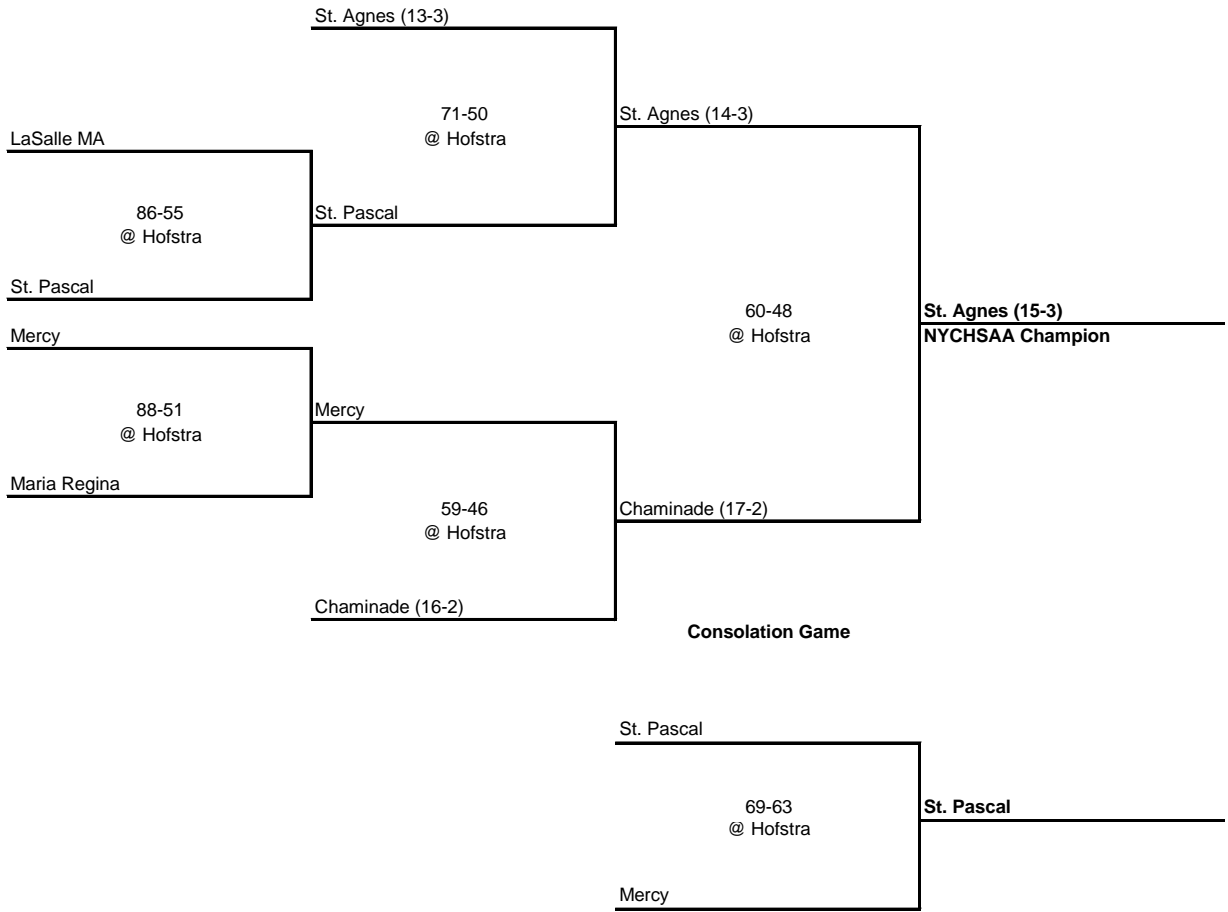 St. Agnes (13-3)
71-50
@ Hofstra
St. Agnes (14-3)
LaSalle MA
86-55
@ Hofstra
St. Pascal
St. Pascal
60-48
@ Hofstra
St. Agnes (15-3)
NYCHSAA Champion
Mercy
88-51
@ Hofstra
Mercy
Maria Regina
59-46
@ Hofstra
Chaminade (17-2)
Chaminade (16-2)
Consolation Game
St. Pascal
69-63
@ Hofstra
St. Pascal
Mercy